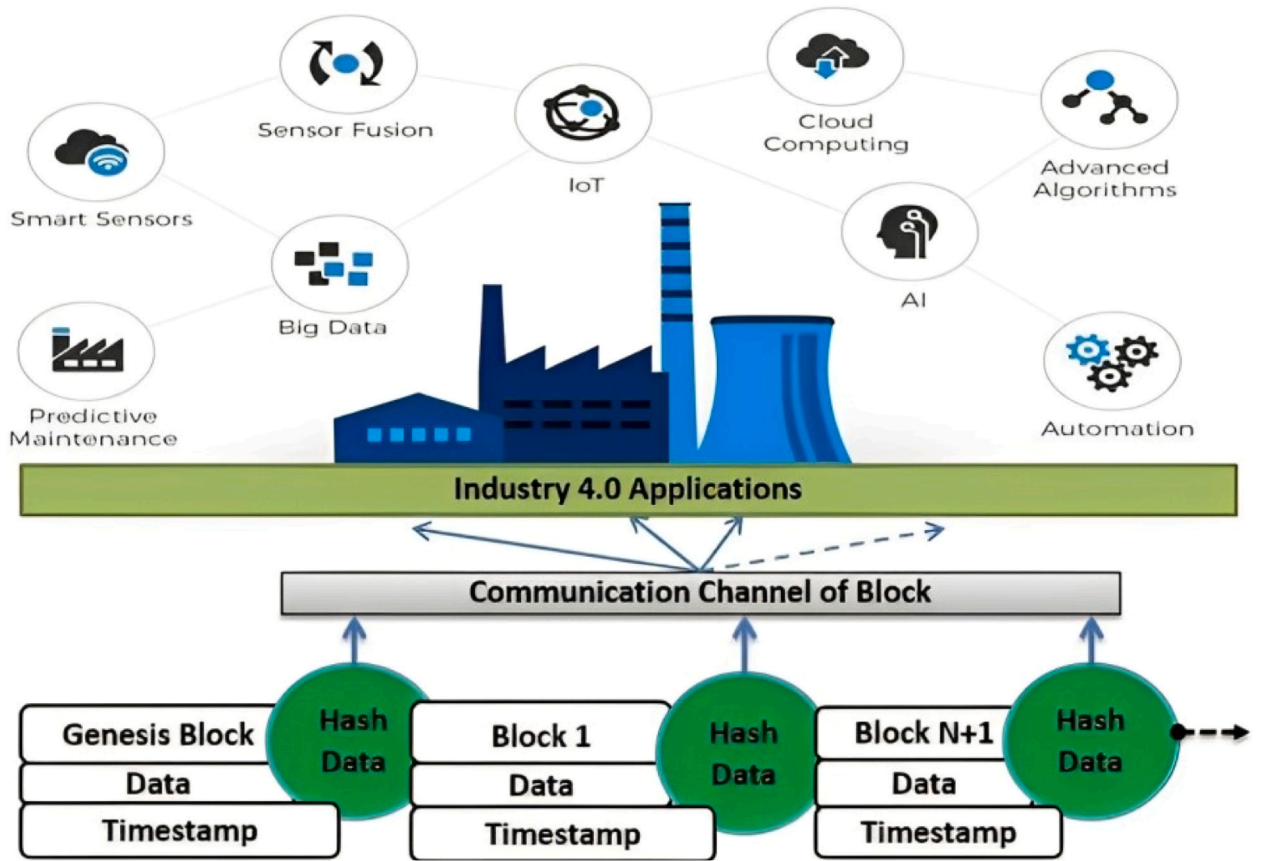 Sensor Fusion
Cloud
Computing
IoT
Advanced
Algorithms
Smart Sensors
AI
Big Data
Predictive
Maintenance
Automation
Industry 4.0 Applications
Communication Channel of Block
Genesis Block
Data
Timestamp
Hash
Data
Block 1
Data
Timestamp
Hash
Data
Block N+1
Data
Timestamp
Hash
Data